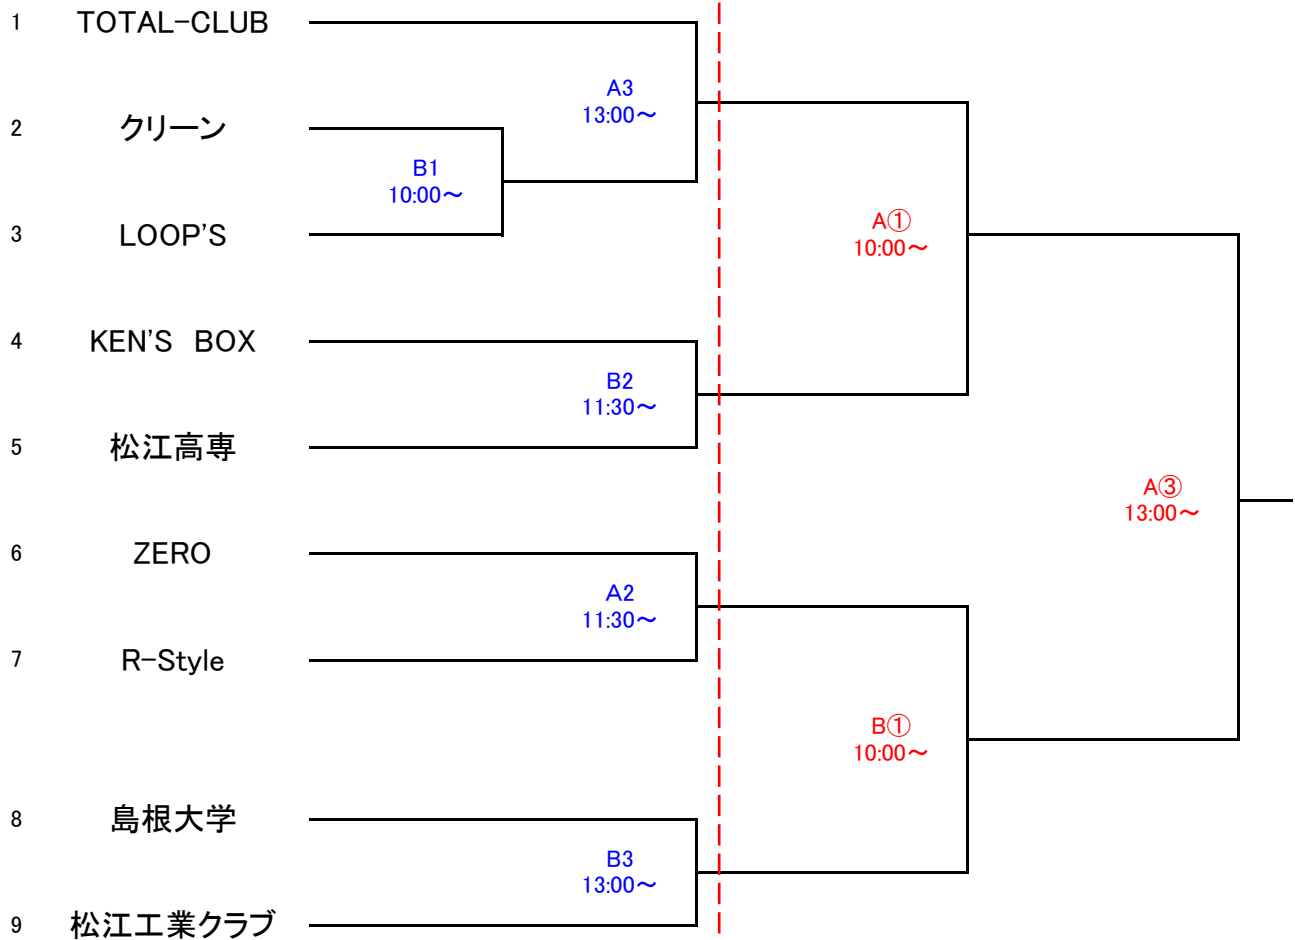 1 TOTAL-CLUB
A3
13:00～
2 クリーン
B1
10:00～
3 LOOP'S
A①
10:00～
4 KEN'S BOX
B2
11:30～
5 松江高専
A③
13:00～
6 ZERO
A2
11:30～
7 R-Style
B①
10:00～
8 島根大学
B3
13:00～
9 松江工業クラブ